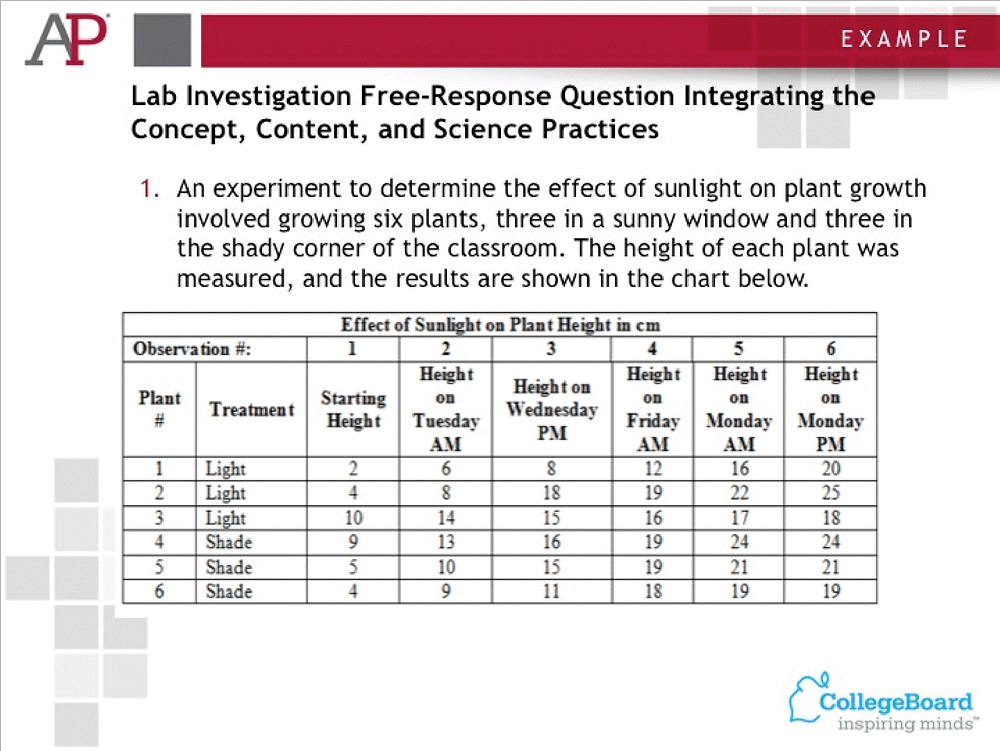 AP
EXAMPLE
Lab Investigation Free-Response Question Integrating the
Concept, Content, and Science Practices
1. An experiment to determine the effect of sunlight on plant growth
involved growing six plants, three in a sunny window and three in
the shady corner of the classroom. The height of each plant was
measured, and the results are shown in the chart below.
Effect of Sunlight on Plant Height in cm
Observation #: 1 2 3 4 5 6
Plant # Treatment Starting Height Height on Tuesday AM Height on Wednesday PM Height on Friday AM Height on Monday AM Height on Monday PM
1 Light 2 6 8 12 16 20
2 Light 4 8 18 19 22 25
3 Light 10 14 15 16 17 18
4 Shade 9 13 16 19 24 24
5 Shade 5 10 15 19 21 21
6 Shade 4 9 11 18 19 19
CollegeBoard
inspiring minds™